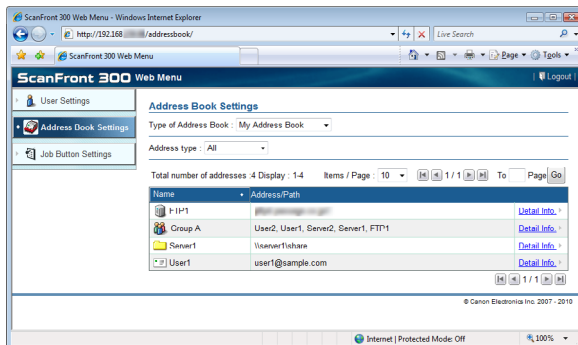 ScanFront 300 Web Menu - Windows Internet Explorer
http://192.168 /addressbook/
Live Search
ScanFront 300 Web Menu
Page Tools
ScanFront 300 Web Menu
Logout
User Settings
Address Book Settings
Job Button Settings
Address Book Settings
Type of Address Book : My Address Book
Address type : All
Total number of addresses :4 Display : 1-4 Items / Page : 10 1 / 1 To Page Go
Name Address/Path
FTP1 Detail Info.
Group A User2, User1, Server2, Server1, FTP1 Detail Info.
Server1 \\server1\share Detail Info.
User1 user1@sample.com Detail Info.
1 / 1
© Canon Electronics Inc. 2007 - 2010
Internet | Protected Mode: Off 100%